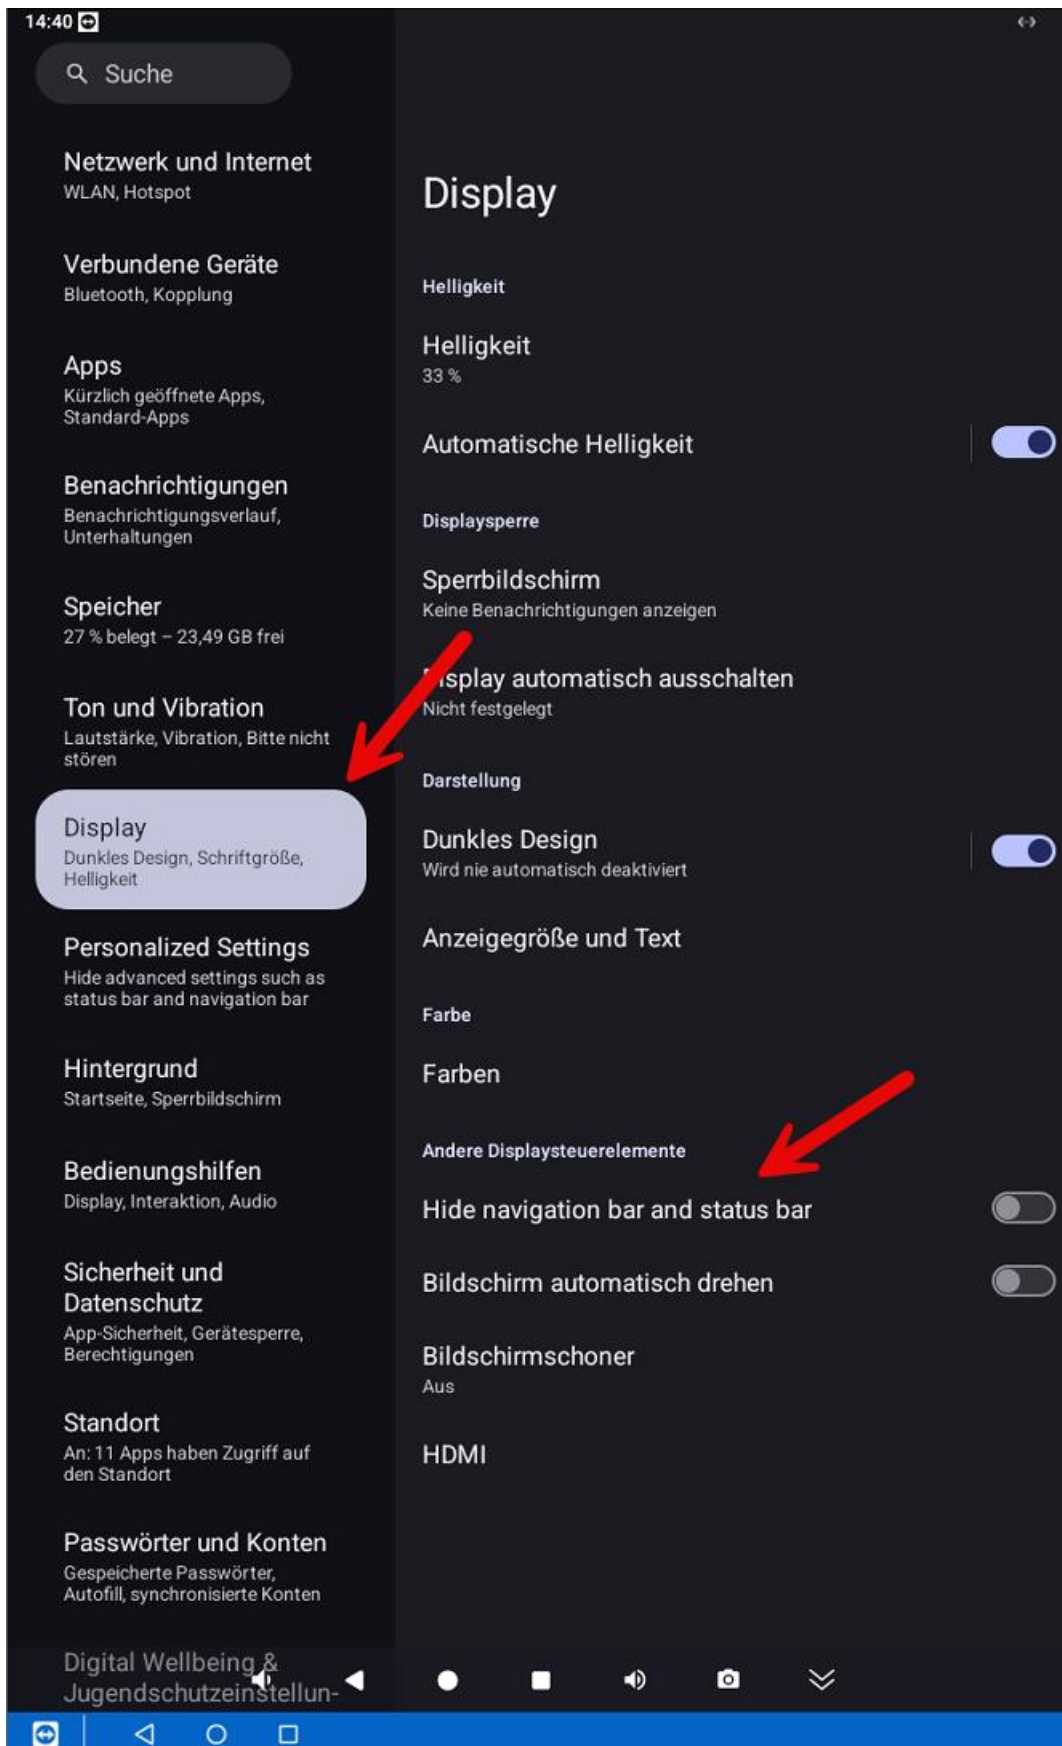 14:40
Suche
Netzwerk und Internet
WLAN, Hotspot
Verbundene Geräte
Bluetooth, Kopplung
Apps
Kürzlich geöffnete Apps,
Standard-Apps
Benachrichtigungen
Benachrichtigungsverlauf,
Unterhaltungen
Speicher
27 % belegt – 23,49 GB frei
Ton und Vibration
Lautstärke, Vibration, Bitte nicht
stören
Display
Dunkles Design, Schriftgröße,
Helligkeit
Personalized Settings
Hide advanced settings such as
status bar and navigation bar
Hintergrund
Startseite, Sperrbildschirm
Bedienungshilfen
Display, Interaktion, Audio
Sicherheit und
Datenschutz
App-Sicherheit, Gerätesperre,
Berechtigungen
Standort
An: 11 Apps haben Zugriff auf
den Standort
Passwörter und Konten
Gespeicherte Passwörter,
Autofill, synchronisierte Konten
Digital Wellbeing &
Jugendschutzeinstellun-
Display
Helligkeit
Helligkeit
33 %
Automatische Helligkeit
Displaysperre
Sperrbildschirm
Keine Benachrichtigungen anzeigen
Display automatisch ausschalten
Nicht festgelegt
Darstellung
Dunkles Design
Wird nie automatisch deaktiviert
Anzeigegröße und Text
Farbe
Farben
Andere Displaysteuerelemente
Hide navigation bar and status bar
Bildschirm automatisch drehen
Bildschirmschoner
Aus
HDMI